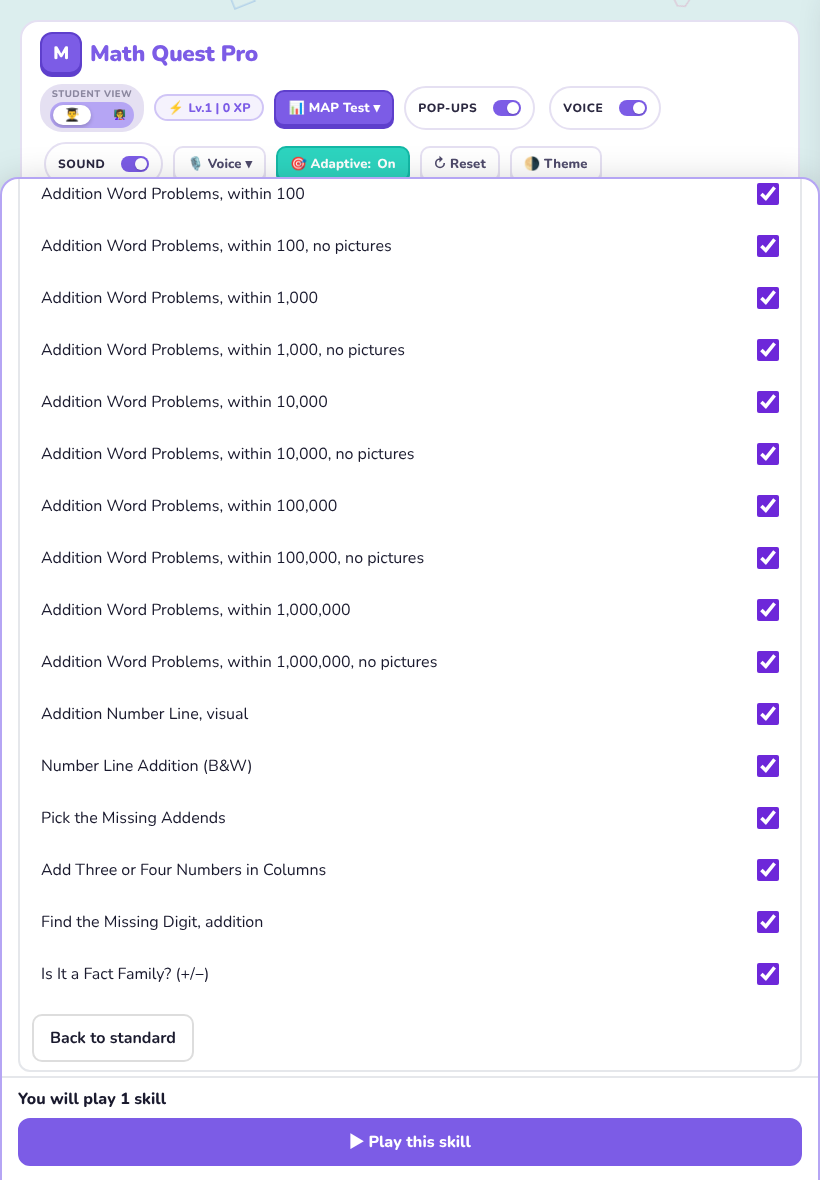 M Math Quest Pro
STUDENT VIEW
⚡ Lv.1 | 0 XP
📊 MAP Test ▾
POP-UPS
VOICE
SOUND
🎙️ Voice ▾
🎯 Adaptive: On
↻ Reset
🌗 Theme
Addition Word Problems, within 100
Addition Word Problems, within 100, no pictures
Addition Word Problems, within 1,000
Addition Word Problems, within 1,000, no pictures
Addition Word Problems, within 10,000
Addition Word Problems, within 10,000, no pictures
Addition Word Problems, within 100,000
Addition Word Problems, within 100,000, no pictures
Addition Word Problems, within 1,000,000
Addition Word Problems, within 1,000,000, no pictures
Addition Number Line, visual
Number Line Addition (B&W)
Pick the Missing Addends
Add Three or Four Numbers in Columns
Find the Missing Digit, addition
Is It a Fact Family? (+/−)
Back to standard
You will play 1 skill
▶ Play this skill